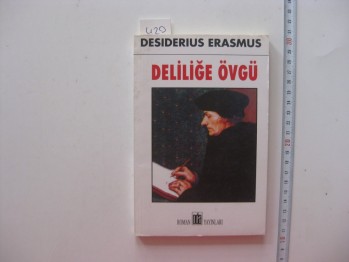 420
DESIDERIUS ERASMUS
DELİLİĞE ÖVGÜ